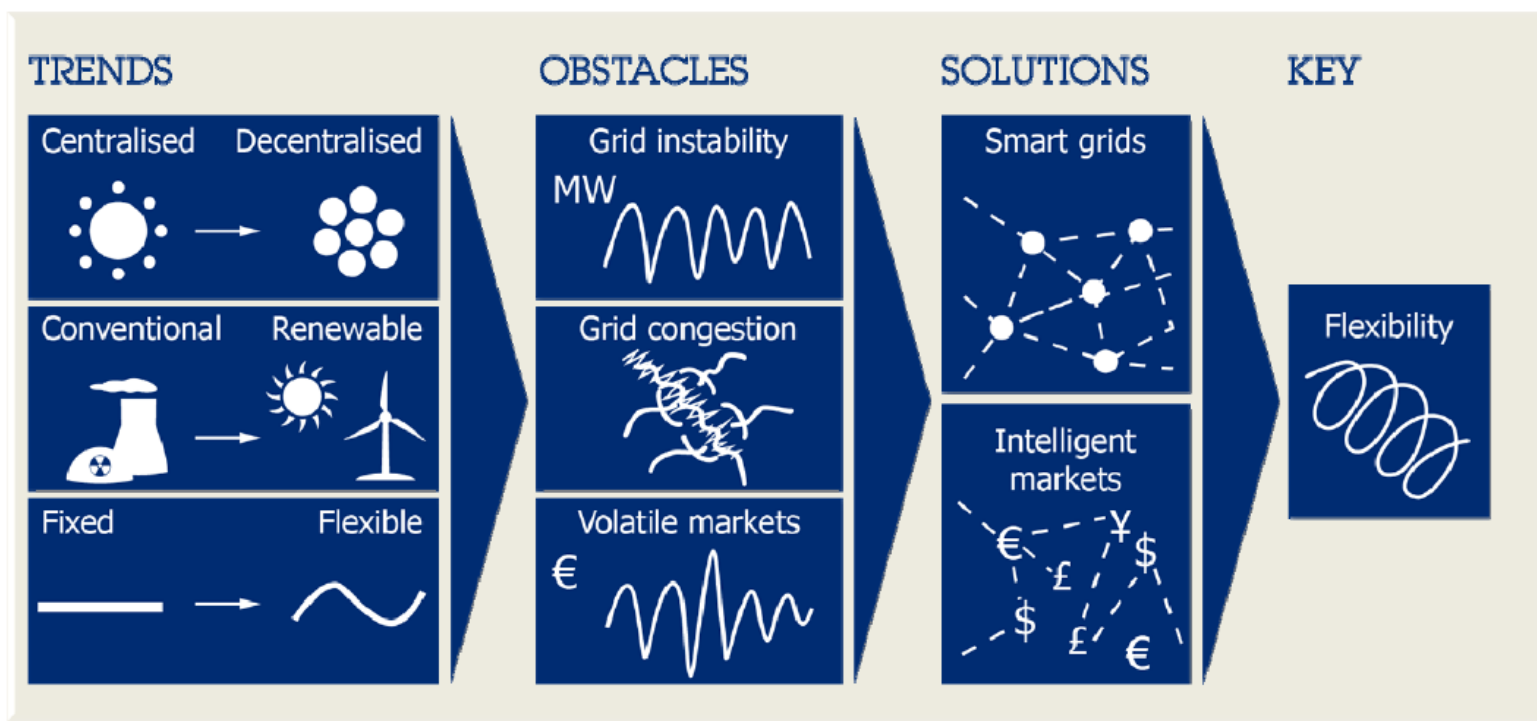 TRENDS
Centralised Decentralised
Conventional Renewable
Fixed Flexible
OBSTACLES
Grid instability
MW
Grid congestion
Volatile markets
€
SOLUTIONS
Smart grids
Intelligent
markets
€ ¥ $
£
$ £ €
KEY
Flexibility